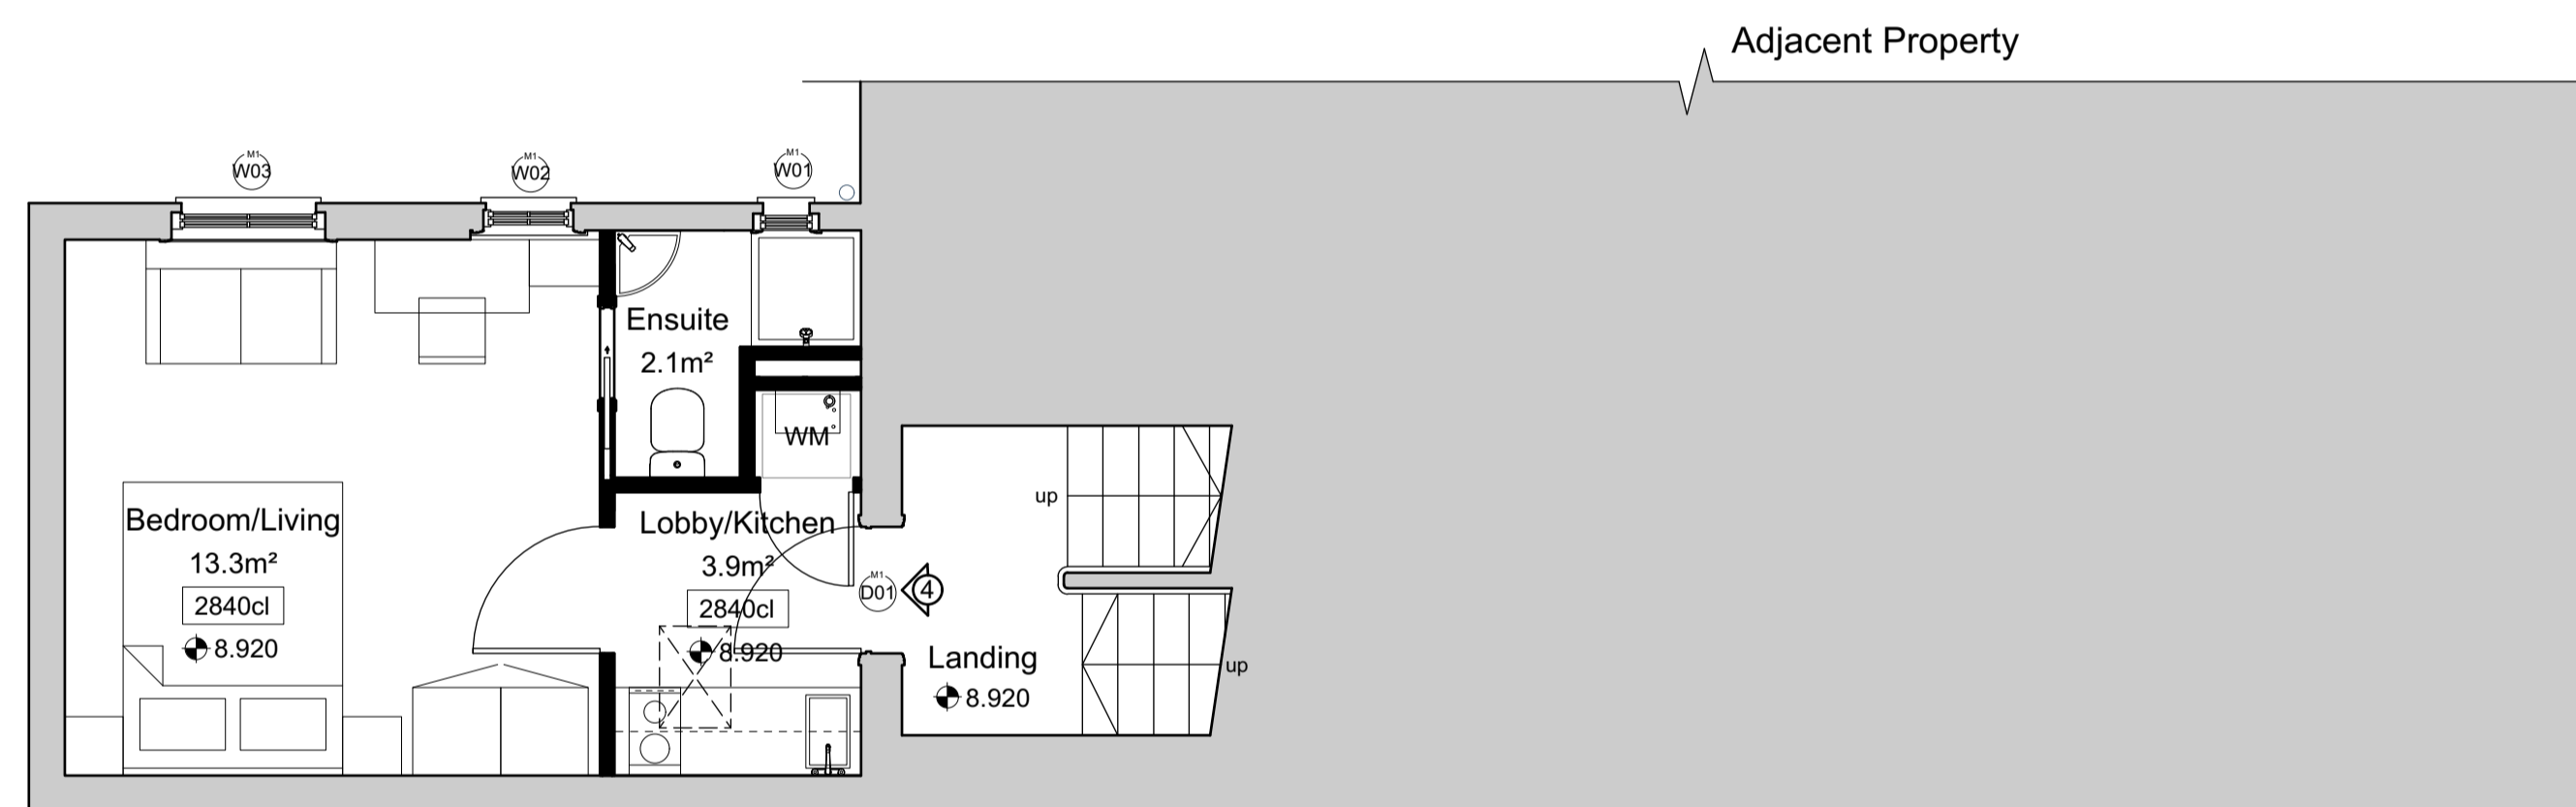 Adjacent Property
M1
W03
M1
W02
M1
W01
Ensuite
2.1m²
WM
up
Bedroom/Living
13.3m²
2840cl
8.920
Lobby/Kitchen
3.9m²
2840cl
8.920
M1
D01
4
Landing
8.920
up